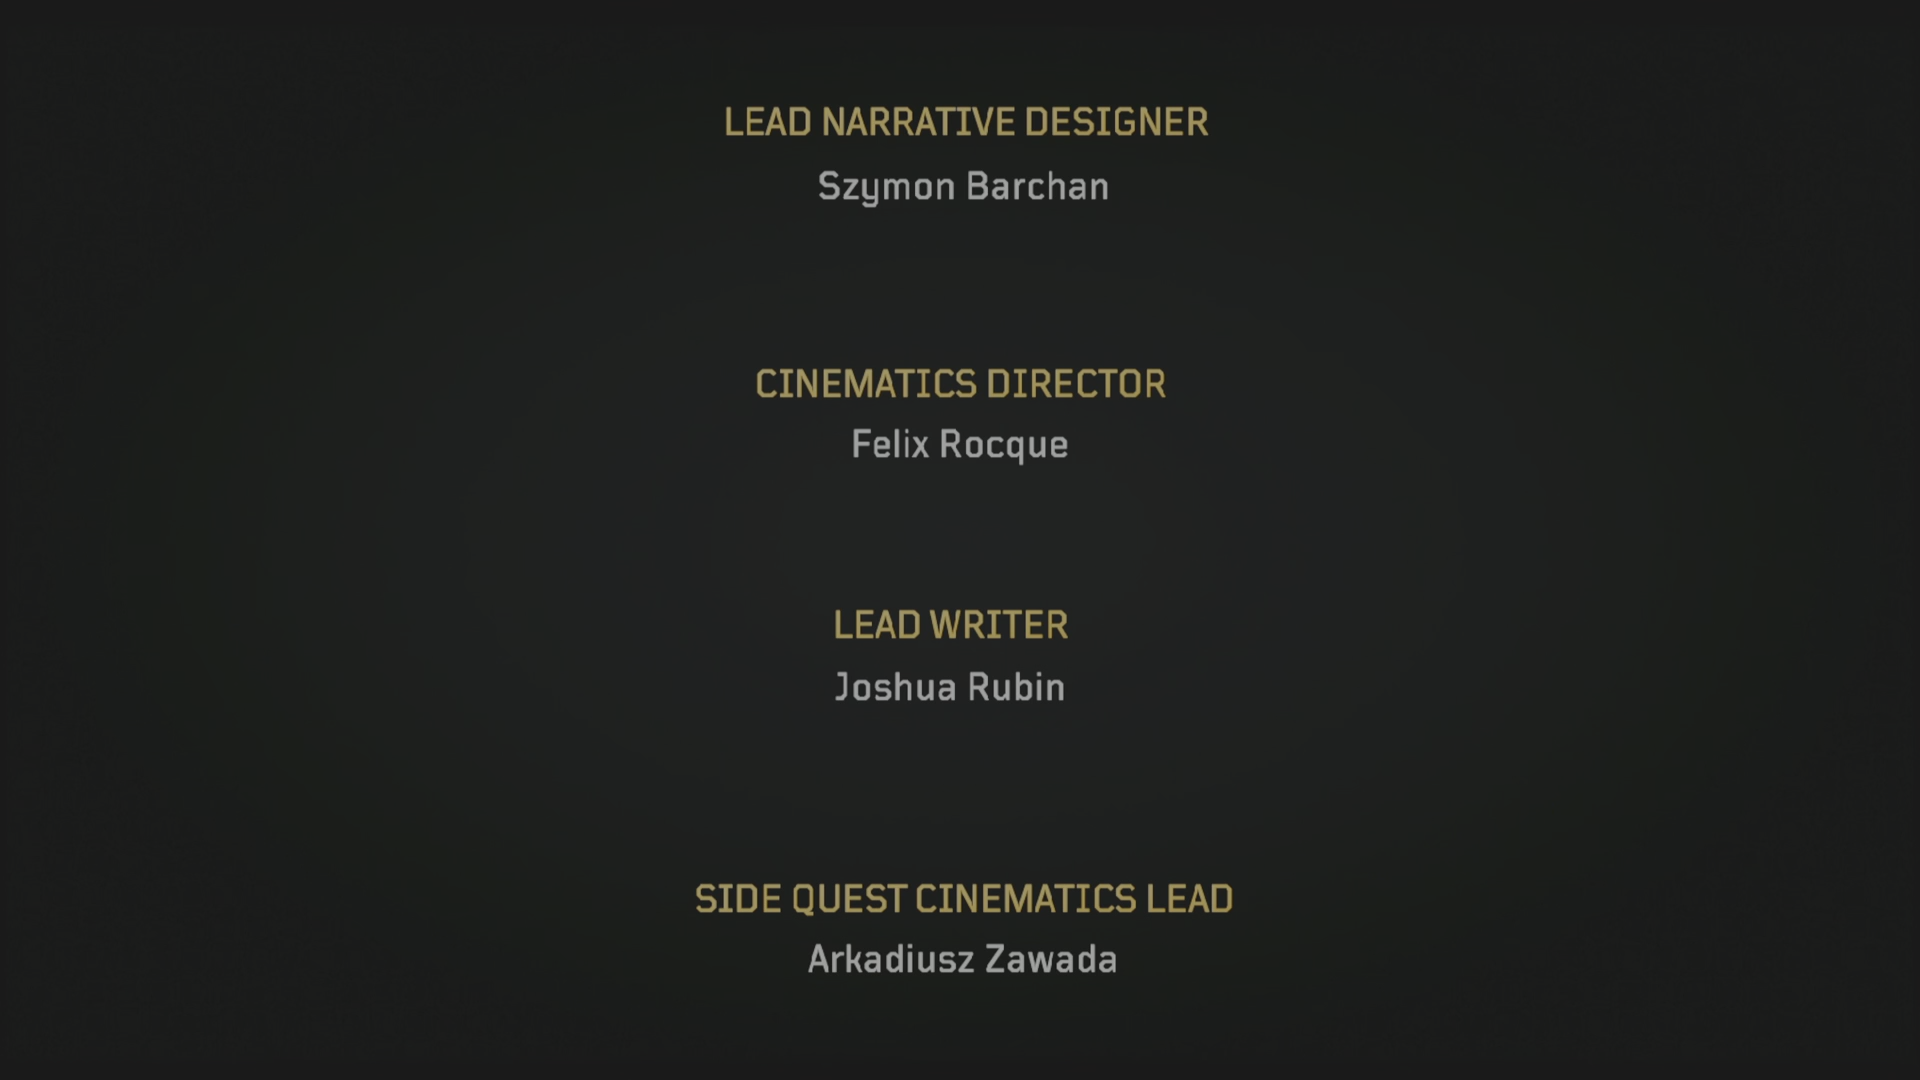 LEAD NARRATIVE DESIGNER
Szymon Barchan
CINEMATICS DIRECTOR
Felix Rocque
LEAD WRITER
Joshua Rubin
SIDE QUEST CINEMATICS LEAD
Arkadiusz Zawada